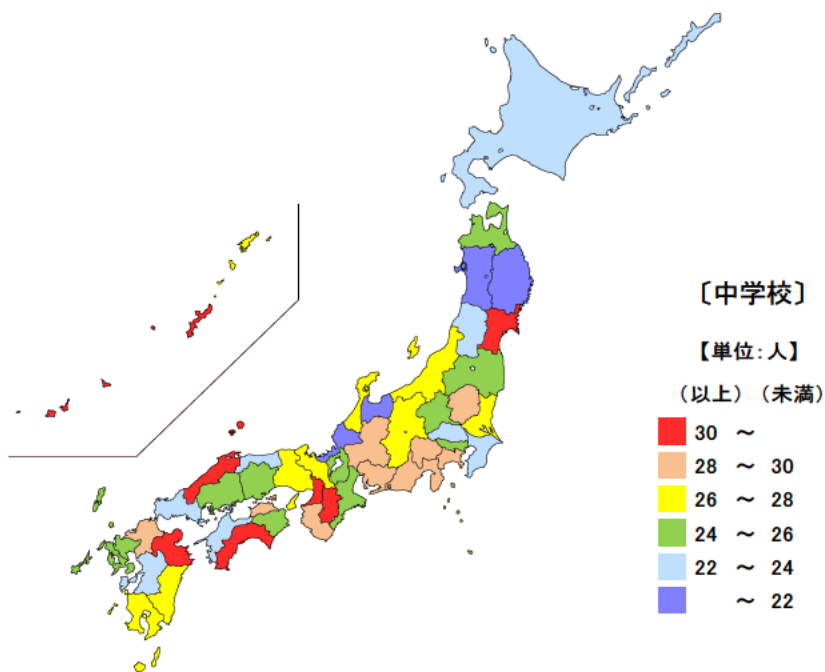 〔中学校〕
【単位:人】
(以上)(未満)
30 ~
28 ~ 30
26 ~ 28
24 ~ 26
22 ~ 24
~ 22